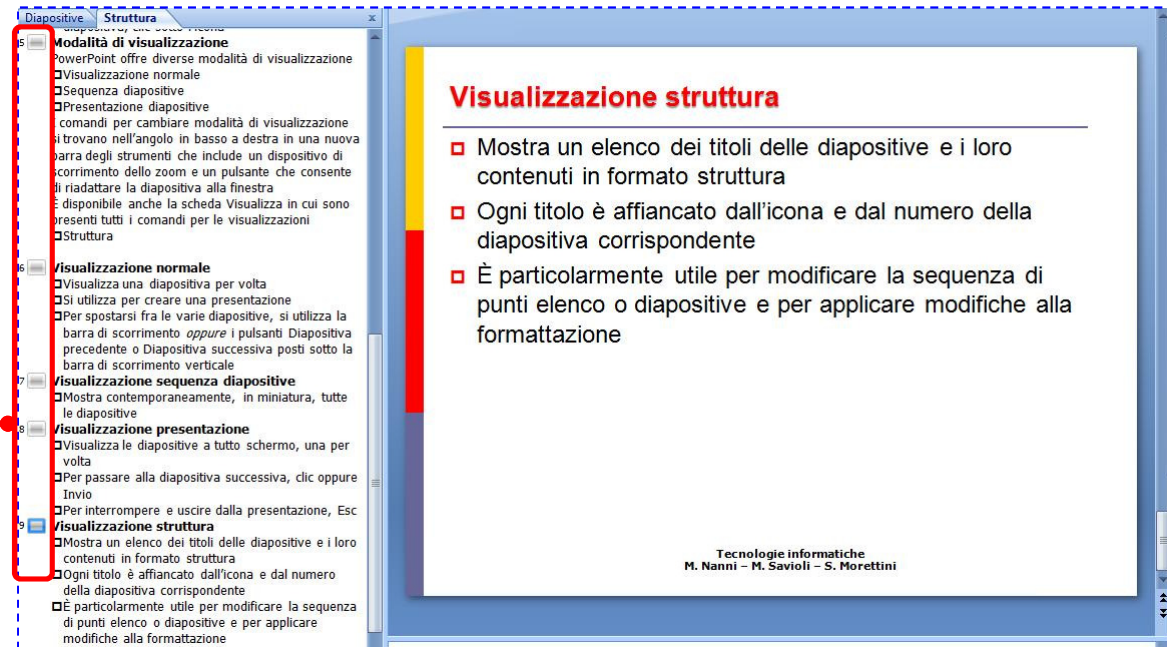 Diapositive Struttura x
diapositiva, clic sotto l'icona
5 Modalità di visualizzazione
PowerPoint offre diverse modalità di visualizzazione
Visualizzazione normale
Sequenza diapositive
Presentazione diapositive
comandi per cambiare modalità di visualizzazione
si trovano nell'angolo in basso a destra in una nuova
barra degli strumenti che include un dispositivo di
scorrimento dello zoom e un pulsante che consente
di riadattare la diapositiva alla finestra
È disponibile anche la scheda Visualizza in cui sono
presenti tutti i comandi per le visualizzazioni
Struttura
6 Visualizzazione normale
Visualizza una diapositiva per volta
Si utilizza per creare una presentazione
Per spostarsi fra le varie diapositive, si utilizza la
barra di scorrimento oppure i pulsanti Diapositiva
precedente o Diapositiva successiva posti sotto la
barra di scorrimento verticale
7 Visualizzazione sequenza diapositive
Mostra contemporaneamente, in miniatura, tutte
le diapositive
8 Visualizzazione presentazione
Visualizza le diapositive a tutto schermo, una per
volta
Per passare alla diapositiva successiva, clic oppure
Invio
Per interrompere e uscire dalla presentazione, Esc
9 Visualizzazione struttura
Mostra un elenco dei titoli delle diapositive e i loro
contenuti in formato struttura
Ogni titolo è affiancato dall'icona e dal numero
della diapositiva corrispondente
È particolarmente utile per modificare la sequenza
di punti elenco o diapositive e per applicare
modifiche alla formattazione
Visualizzazione struttura
Mostra un elenco dei titoli delle diapositive e i loro
contenuti in formato struttura
Ogni titolo è affiancato dall'icona e dal numero della
diapositiva corrispondente
È particolarmente utile per modificare la sequenza di
punti elenco o diapositive e per applicare modifiche alla
formattazione
Tecnologie informatiche
M. Nanni – M. Savioli – S. Morettini